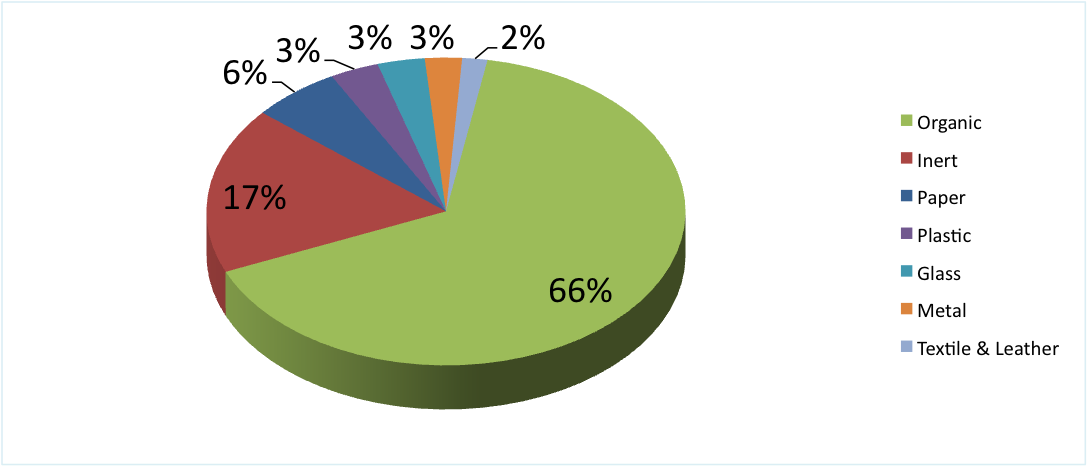 3% 3% 2%
3%
6%
17%
66%
Organic
Inert
Paper
Plastic
Glass
Metal
Textile & Leather